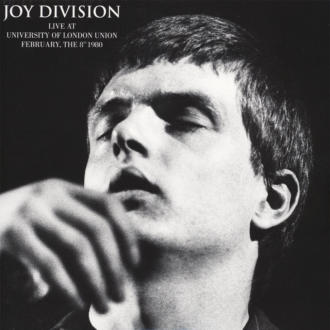 JOY DIVISION
LIVE AT
UNIVERSITY OF LONDON UNION
FEBRUARY, THE 8th 1980